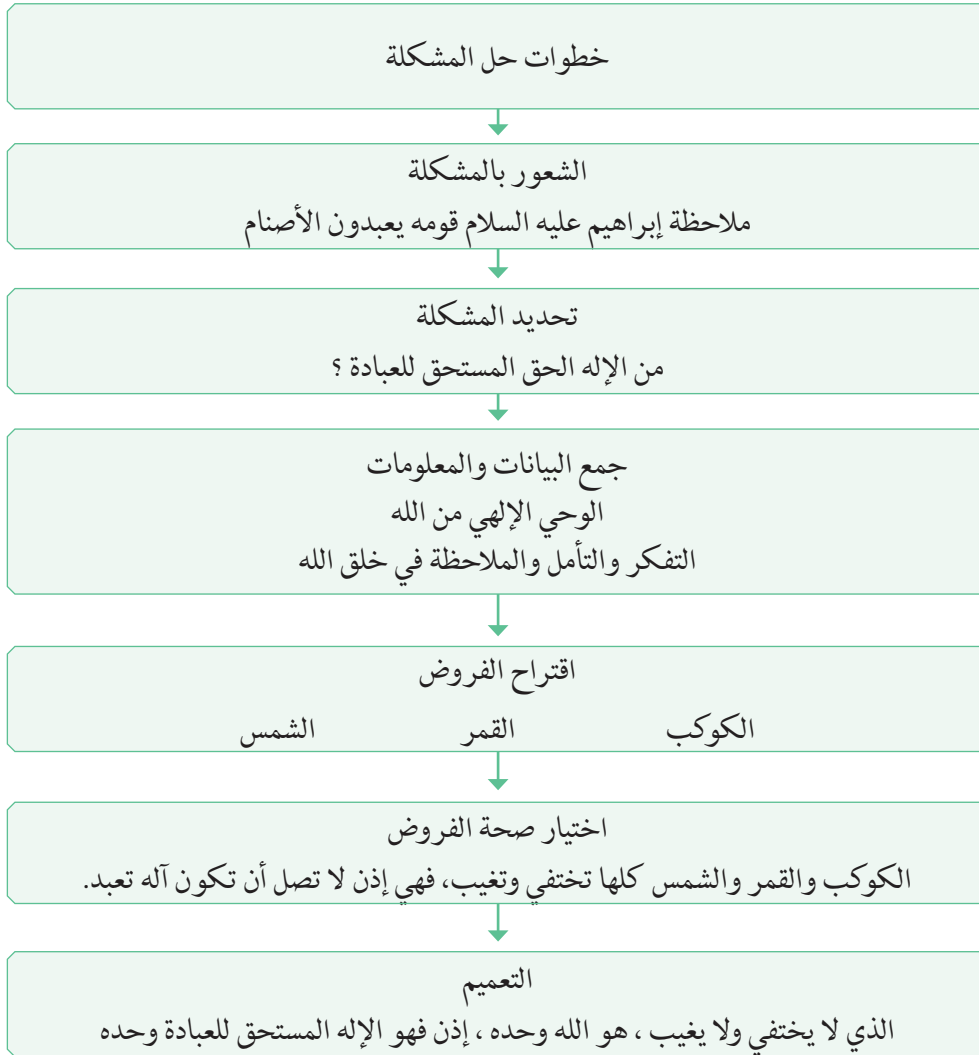 خطوات حل المشكلة
الشعور بالمشكلة
ملاحظة إبراهيم عليه السلام قومه يعبدون الأصنام
تحديد المشكلة
من الإله الحق المستحق للعبادة ؟
جمع البيانات والمعلومات
الوحي الإلهي من الله
التفكر والتأمل والملاحظة في خلق الله
اقتراح الفروض
الكوكب القمر الشمس
اختيار صحة الفروض
الكوكب والقمر والشمس كلها تختفي وتغيب، فهي إذن لا تصل أن تكون آله تعبد.
التعميم
الذي لا يختفي ولا يغيب ، هو الله وحده ، إذن فهو الإله المستحق للعبادة وحده